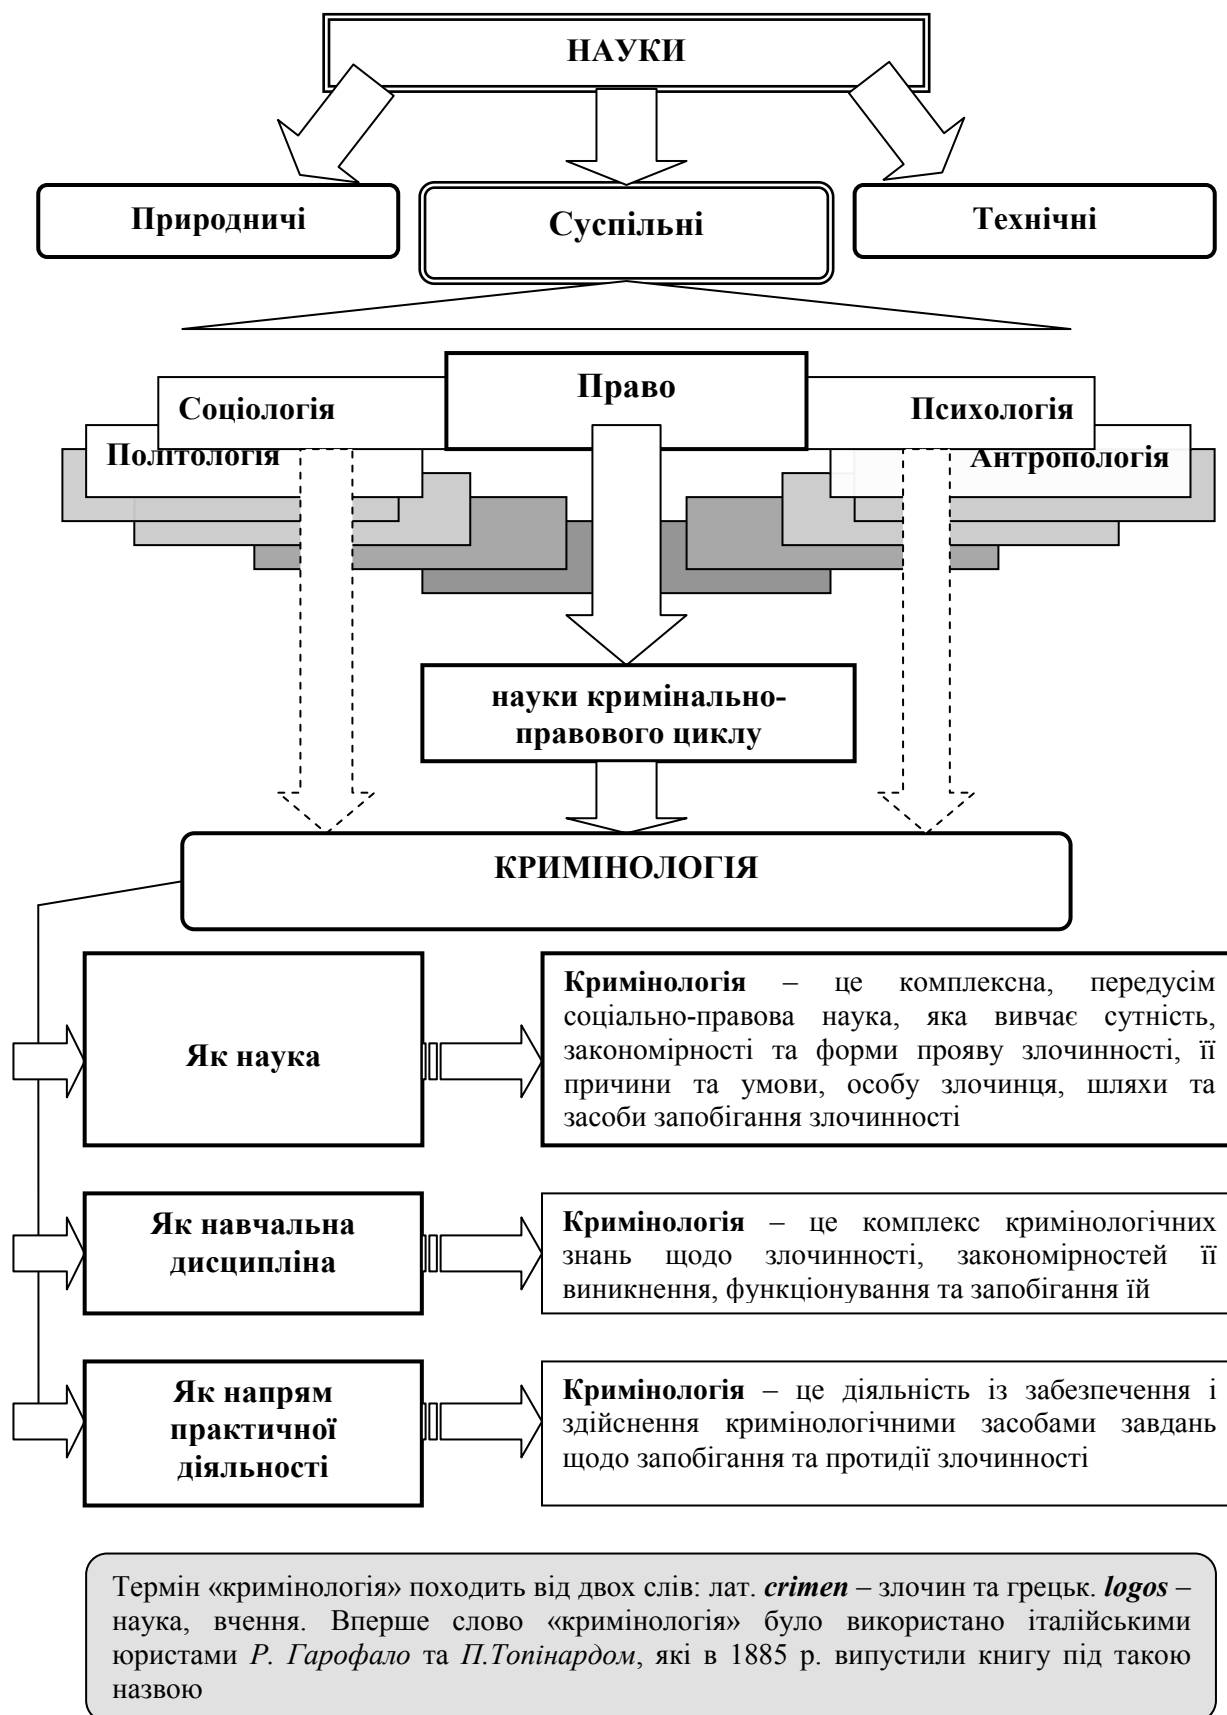 НАУКИ
Природничі
Суспільні
Технічні
Право
Соціологія
Психологія
Політологія
Антропологія
науки кримінально-
правового циклу
КРИМІНОЛОГІЯ
Як наука
Кримінологія – це комплексна, передусім
соціально-правова наука, яка вивчає сутність,
закономірності та форми прояву злочинності, її
причини та умови, особу злочинця, шляхи та
засоби запобігання злочинності
Як навчальна
дисципліна
Кримінологія – це комплекс кримінологічних
знань щодо злочинності, закономірностей її
виникнення, функціонування та запобігання їй
Як напрям
практичної
діяльності
Кримінологія – це діяльність із забезпечення і
здійснення кримінологічними засобами завдань
щодо запобігання та протидії злочинності
Термін «кримінологія» походить від двох слів: лат. crimen – злочин та грецьк. logos –
наука, вчення. Вперше слово «кримінологія» було використано італійськими
юристами Р. Гарофало та П.Топінардом, які в 1885 р. випустили книгу під такою
назвою